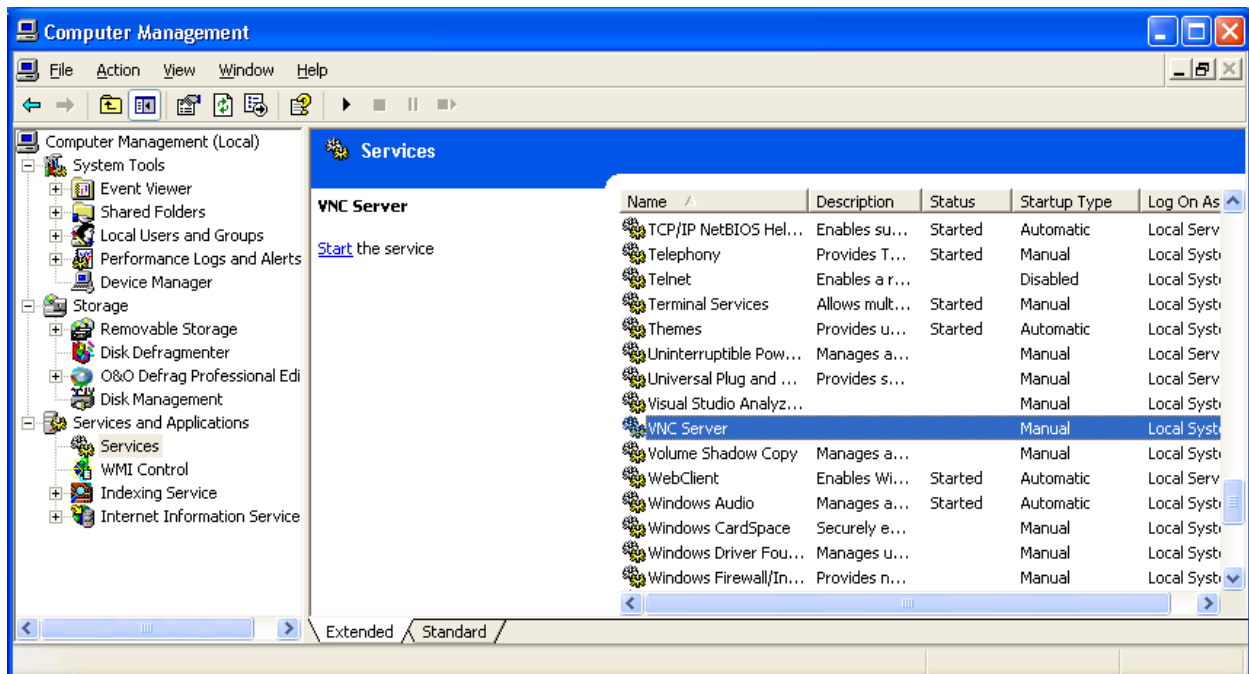 Computer Management
File Action View Window Help
Computer Management (Local)
System Tools
Event Viewer
Shared Folders
Local Users and Groups
Performance Logs and Alerts
Device Manager
Storage
Removable Storage
Disk Defragmenter
O&O Defrag Professional Edi
Disk Management
Services and Applications
Services
WMI Control
Indexing Service
Internet Information Service
Services
VNC Server
Start the service
Name Description Status Startup Type Log On As
TCP/IP NetBIOS Hel... Enables su... Started Automatic Local Serv
Telephony Provides T... Started Manual Local Syst
Telnet Enables a r... Disabled Local Syst
Terminal Services Allows mult... Started Manual Local Syst
Themes Provides u... Started Automatic Local Syst
Uninterruptible Pow... Manages a... Manual Local Serv
Universal Plug and ... Provides s... Manual Local Serv
Visual Studio Analyz... Manual Local Syst
VNC Server Manual Local Syst
Volume Shadow Copy Manages a... Manual Local Syst
WebClient Enables Wi... Started Automatic Local Serv
Windows Audio Manages a... Started Automatic Local Syst
Windows CardSpace Securely e... Manual Local Syst
Windows Driver Fou... Manages u... Manual Local Syst
Windows Firewall/In... Provides n... Manual Local Syst
Extended Standard